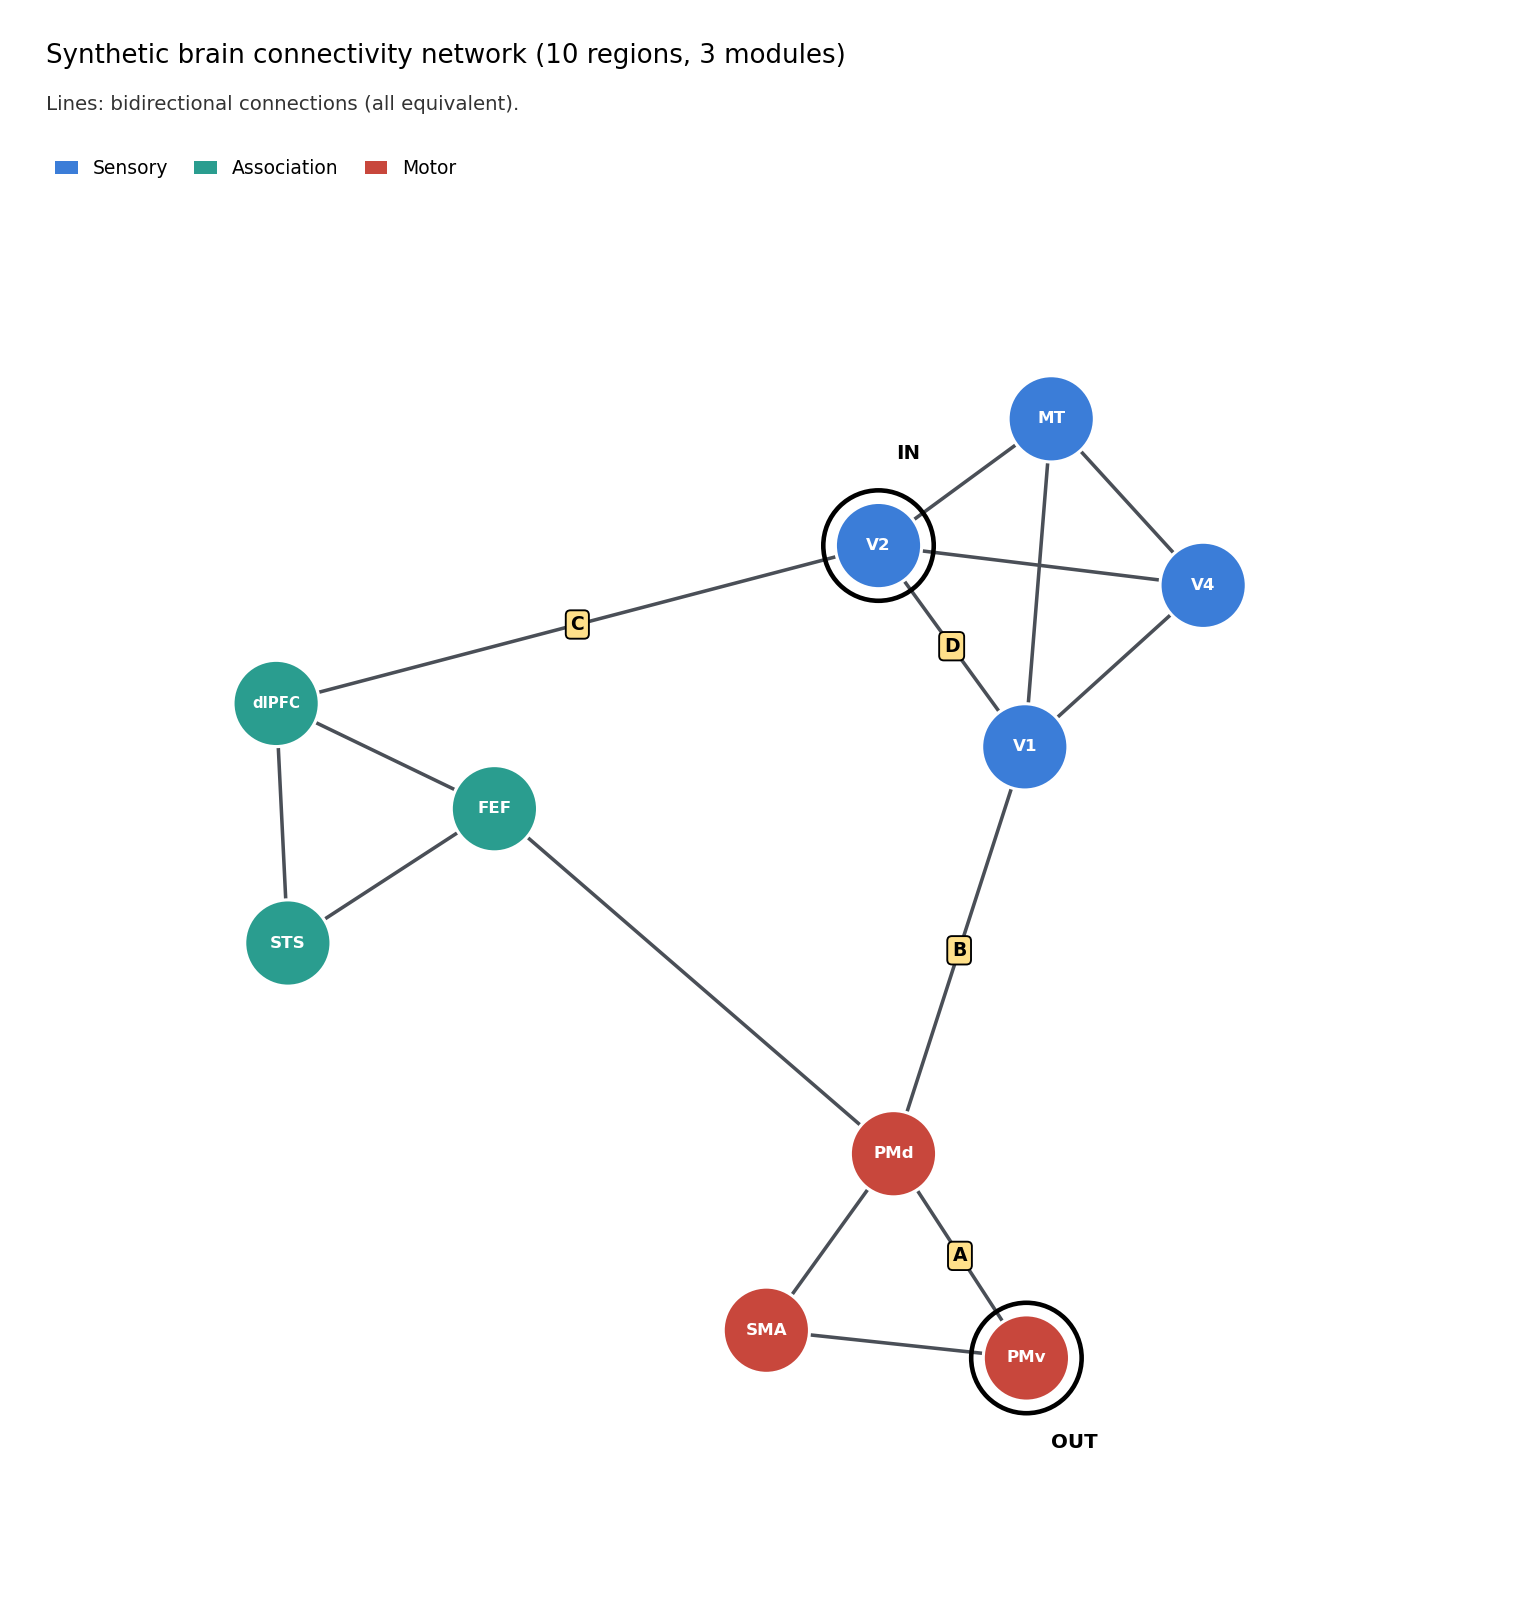 Synthetic brain connectivity network (10 regions, 3 modules)
Lines: bidirectional connections (all equivalent).
Sensory Association Motor
MT
IN
V2
V4
C
D
dlPFC
V1
FEF
STS
B
PMd
A
SMA
PMv
OUT